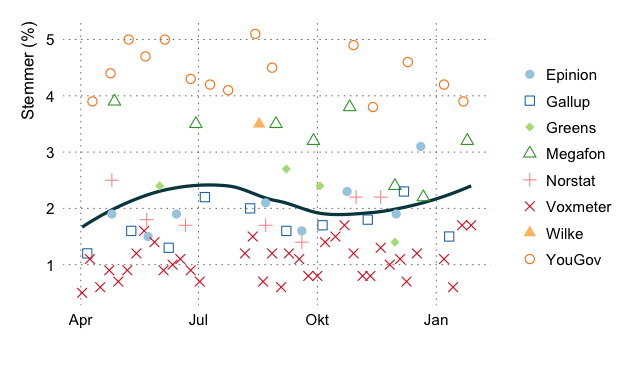 Stemmer (%)
5
4
3
2
1
Apr Jul Okt Jan
Epinion
Gallup
Greens
Megafon
Norstat
Voxmeter
Wilke
YouGov